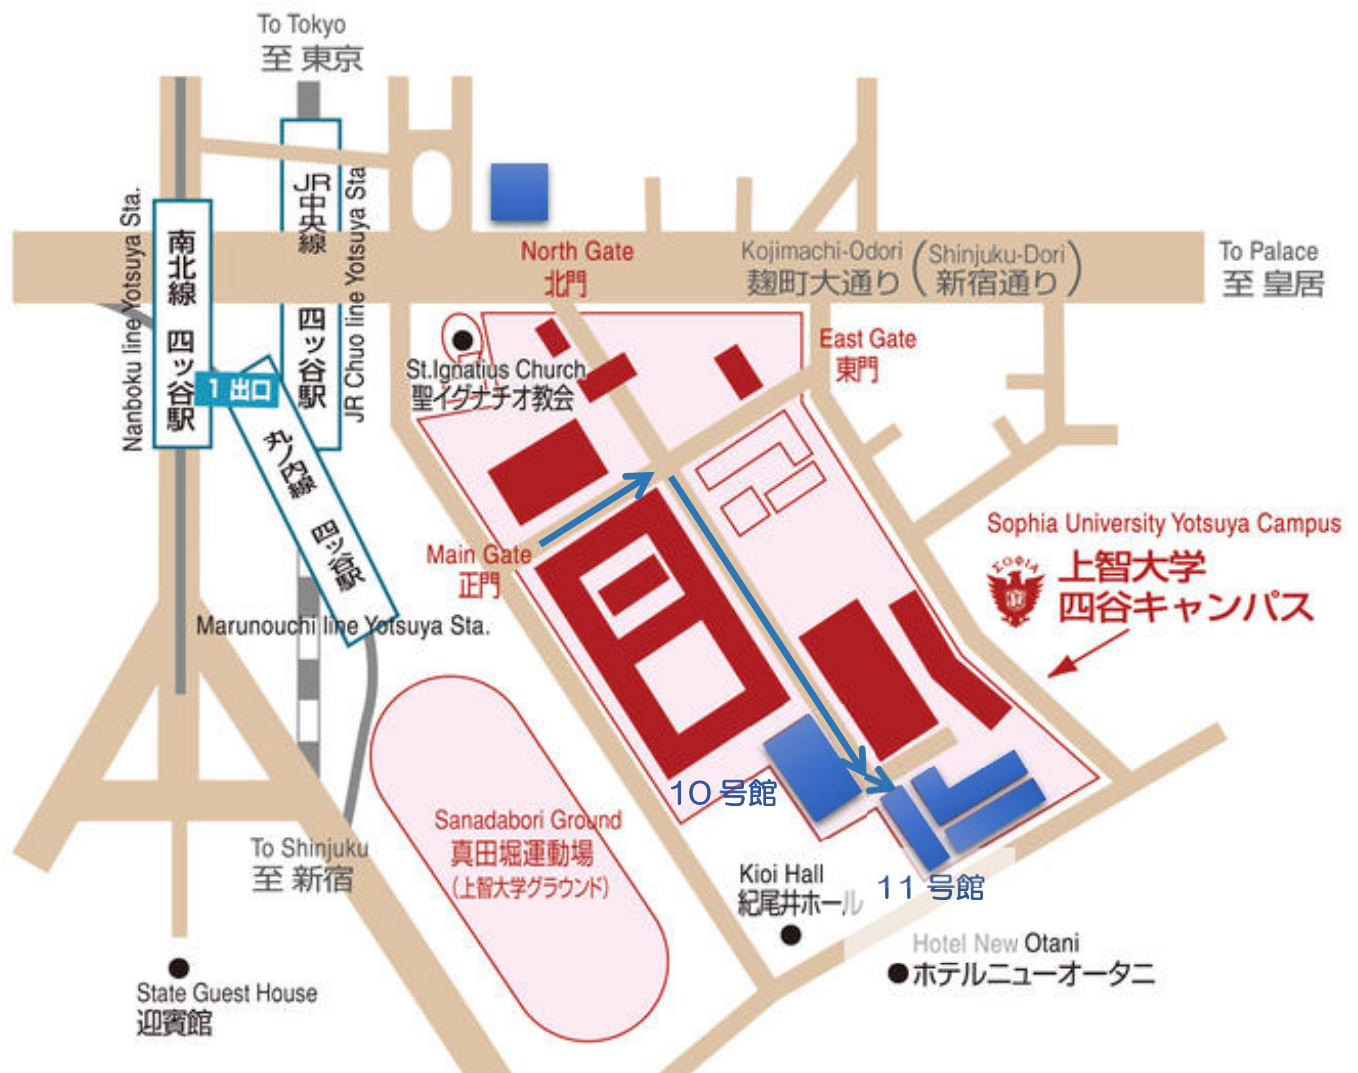 To Tokyo
至 東京
JR中央線 四ッ谷駅
JR Chuo line Yotsuya Sta
Nanboku line Yotsuya Sta.
南北線 四ッ谷駅
North Gate
北門
Kojimachi-Odori (Shinjuku-Dori)
麹町大通り(新宿通り)
To Palace
至 皇居
St.Ignatius Church
聖イグナチオ教会
East Gate
東門
1 出口
丸ノ内線 四ッ谷駅
Marunouchi line Yotsuya Sta.
Main Gate
正門
Sophia University Yotsuya Campus
ΣΟΦΙΑ
上智大学
四谷キャンパス
10号館
Sanadabori Ground
真田堀運動場
(上智大学グラウンド)
To Shinjuku
至 新宿
Kioi Hall
紀尾井ホール
11号館
Hotel New Otani
ホテルニューオータニ
State Guest House
迎賓館